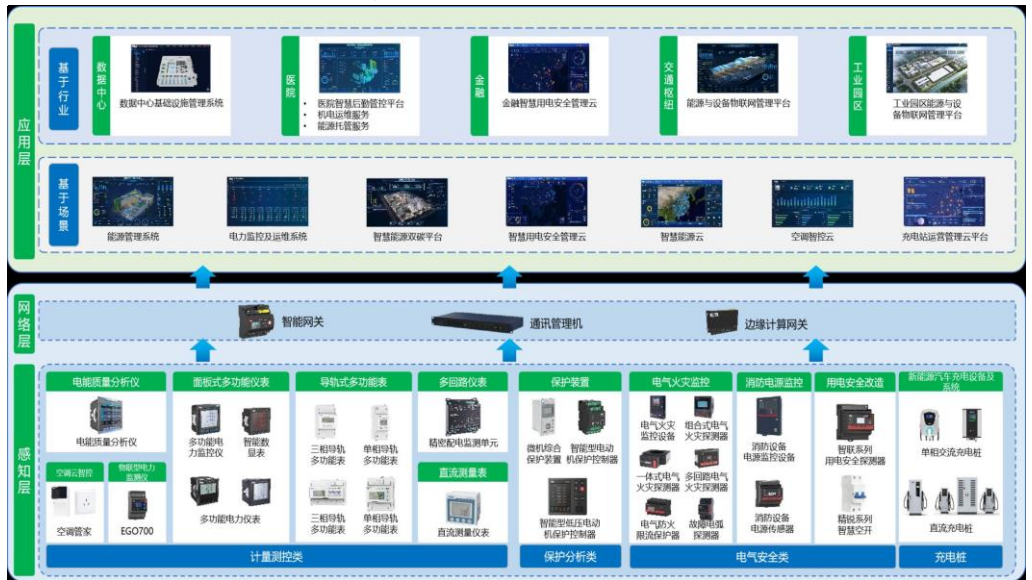 应用层
基于行业
数据中心
数据中心基础设施管理系统
医院
• 医院智慧后勤管控平台
• 机电运维服务
• 能源托管服务
金融
金融智慧用电安全管理云
交通枢纽
能源与设备物联网管理平台
工业园区
工业园区能源与设
备物联网管理平台
基于场景
能源管理系统
电力监控及运维系统
智慧能源双碳平台
智慧用电安全管理云
智慧能源云
空调智控云
充电站运营管理云平台
网络层
智能网关
通讯管理机
边缘计算网关
感知层
电能质量分析仪
电能质量分析仪
空调云智控
空调管家
物联型电力
监测仪
EGO700
面板式多功能仪表
多功能电
力监控仪
智能数
显表
多功能电力仪表
导轨式多功能表
三相导轨
多功能表
单相导轨
多功能表
三相导轨
多功能表
单相导轨
多功能表
多回路仪表
精密配电监测单元
直流测量表
直流测量仪表
计量测控类
保护装置
微机综合
保护装置
智能型电动
机保护控制器
智能型低压电动
机保护控制器
保护分析类
电气火灾监控
电气火灾
监控设备
组合式电气
火灾探测器
一体式电气
火灾探测器
多回路电气
火灾探测器
电气防火
限流保护器
故障电弧
探测器
消防电源监控
消防设备
电源监控设备
消防设备
电源传感器
用电安全改造
智联系列
用电安全探测器
精锐系列
智慧空开
电气安全类
新能源汽车充电设备及
系统
单相交流充电桩
直流充电桩
充电桩